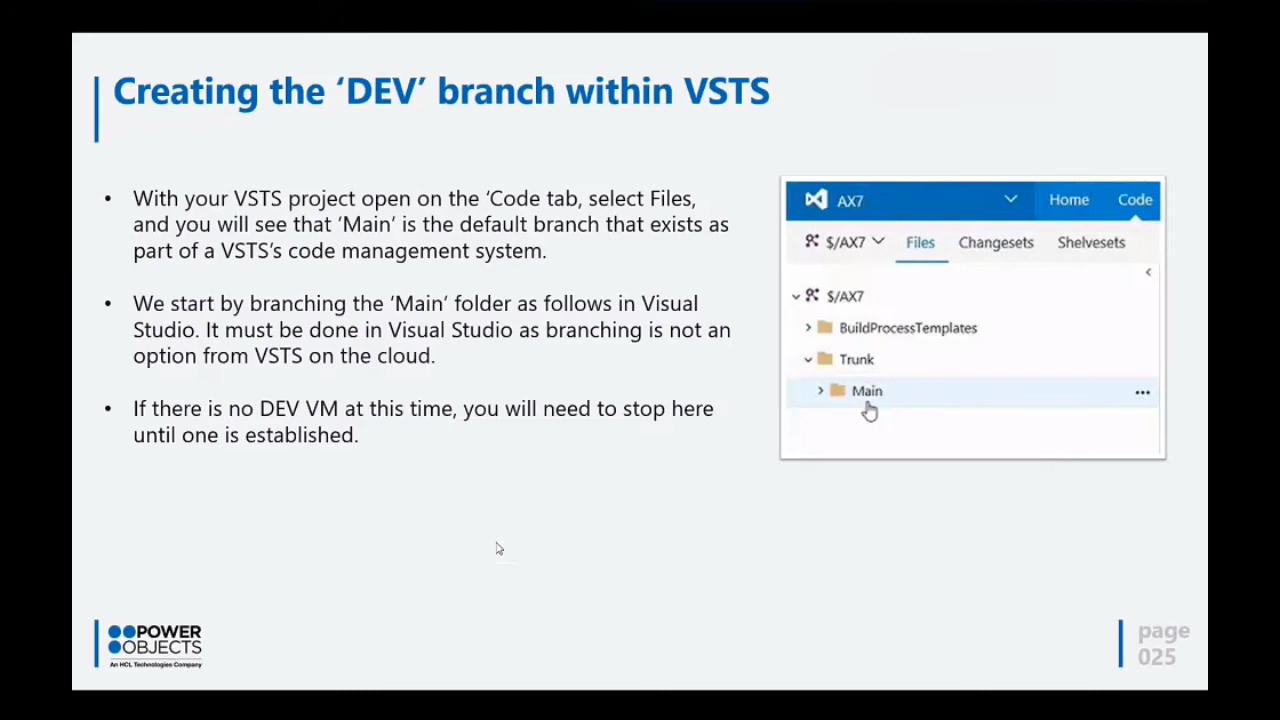 Creating the ‘DEV’ branch within VSTS
• With your VSTS project open on the ‘Code tab, select Files,
and you will see that ‘Main’ is the default branch that exists as
part of a VSTS’s code management system.
• We start by branching the ‘Main’ folder as follows in Visual
Studio. It must be done in Visual Studio as branching is not an
option from VSTS on the cloud.
• If there is no DEV VM at this time, you will need to stop here
until one is established.
AX7 Home Code
$/AX7 Files Changesets Shelvesets
$/AX7
BuildProcessTemplates
Trunk
Main
POWER
OBJECTS
An HCL Technologies Company
page
025